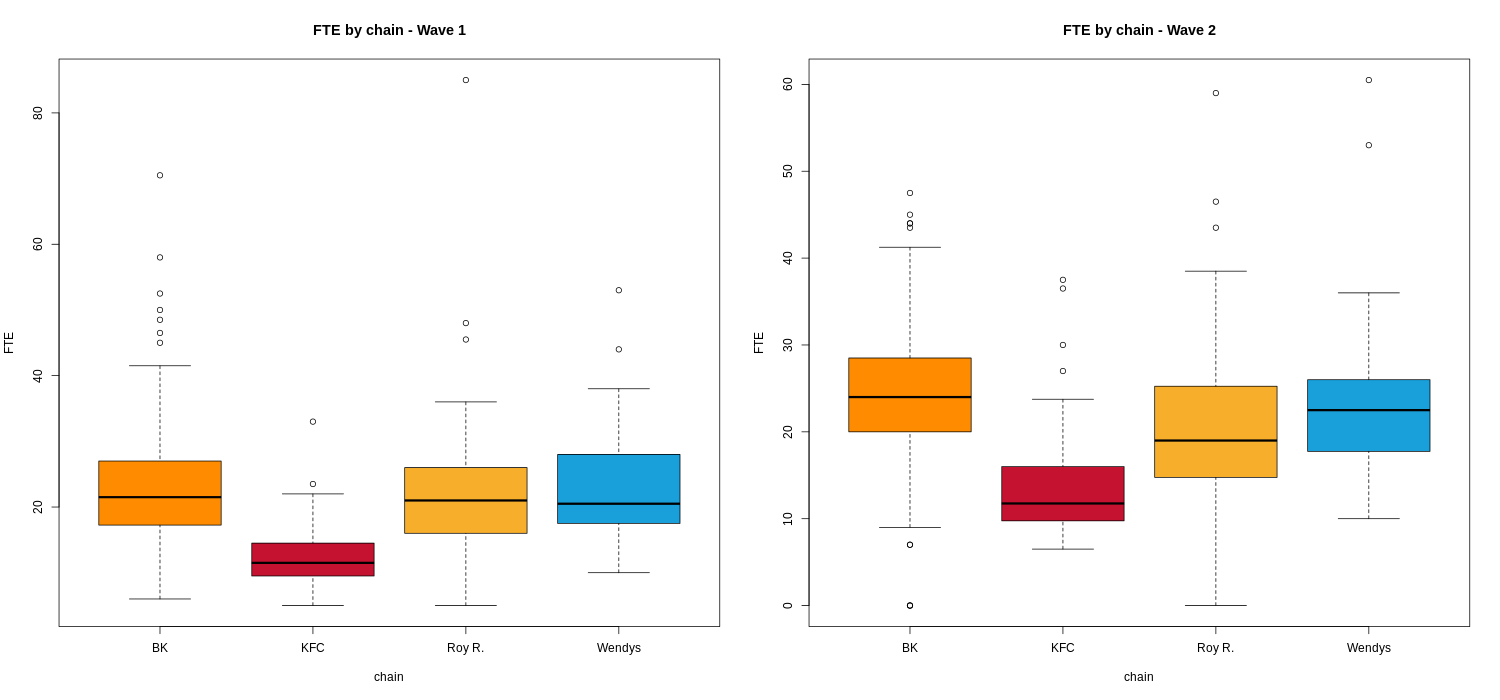 FTE by chain - Wave 1
80
60
40
20
FTE
BK
KFC
Roy R.
Wendys
chain
FTE by chain - Wave 2
60
50
40
30
20
10
0
FTE
BK
KFC
Roy R.
Wendys
chain